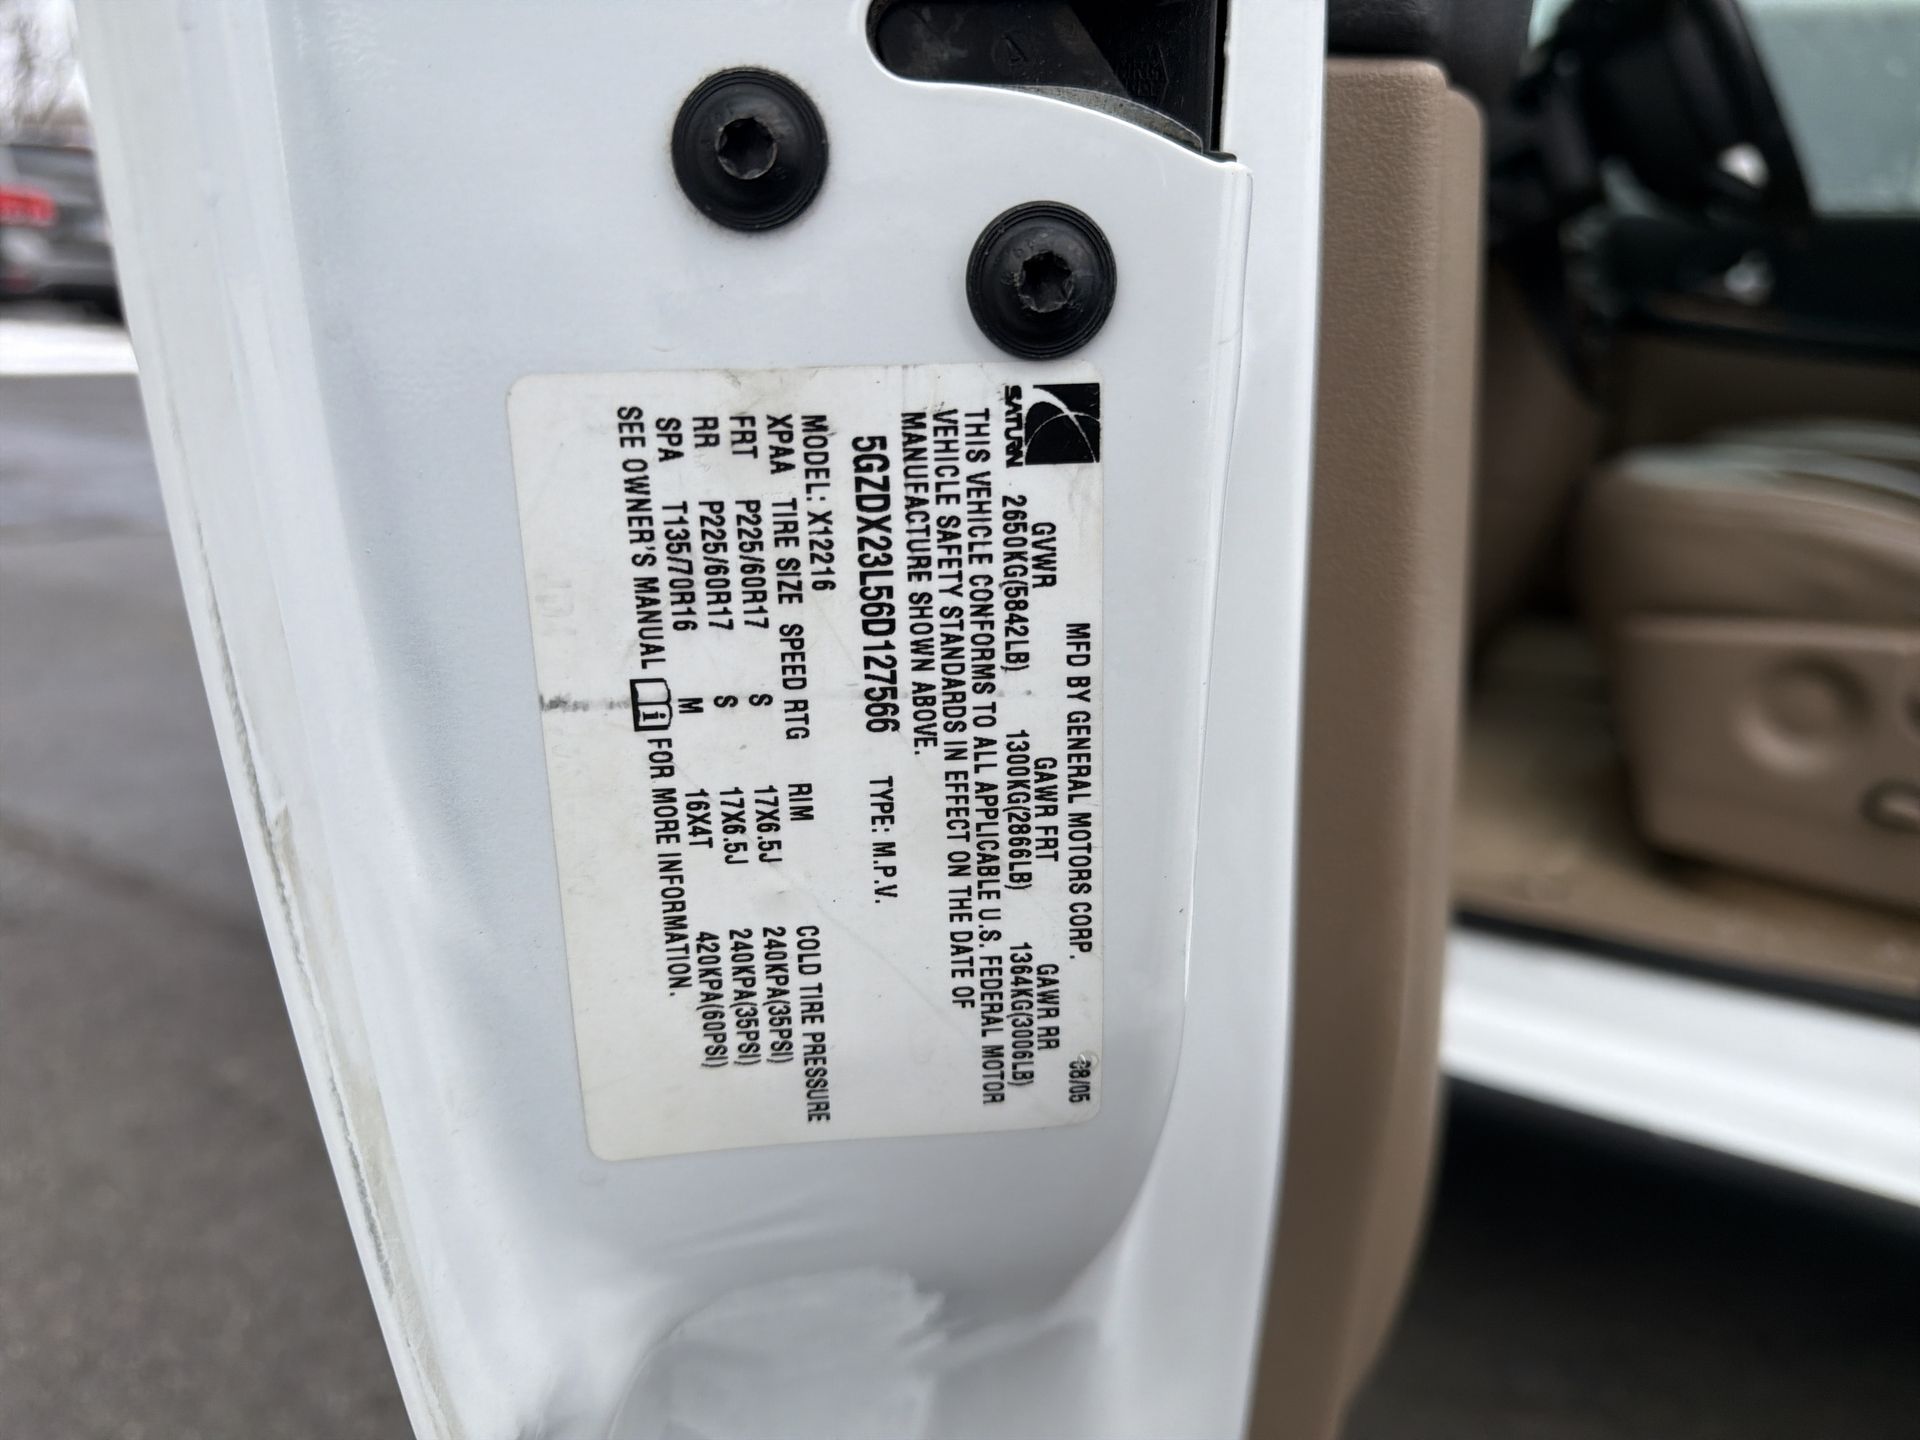 MFD BY GENERAL MOTORS CORP. 08/05
SATURN
GVWR GAWR FRT GAWR RR
2650KG(5842LB) 1300KG(2866LB) 1364KG(3006LB)
THIS VEHICLE CONFORMS TO ALL APPLICABLE U.S. FEDERAL MOTOR
VEHICLE SAFETY STANDARDS IN EFFECT ON THE DATE OF
MANUFACTURE SHOWN ABOVE.
5GZDX23L56D127566 TYPE: M.P.V.
MODEL: X12216
XPAA TIRE SIZE SPEED RTG RIM COLD TIRE PRESSURE
FRT P225/60R17 S 17X6.5J 240KPA(35PSI)
RR P225/60R17 S 17X6.5J 240KPA(35PSI)
SPA T135/70R16 M 16X4T 420KPA(60PSI)
SEE OWNER'S MANUAL i FOR MORE INFORMATION.